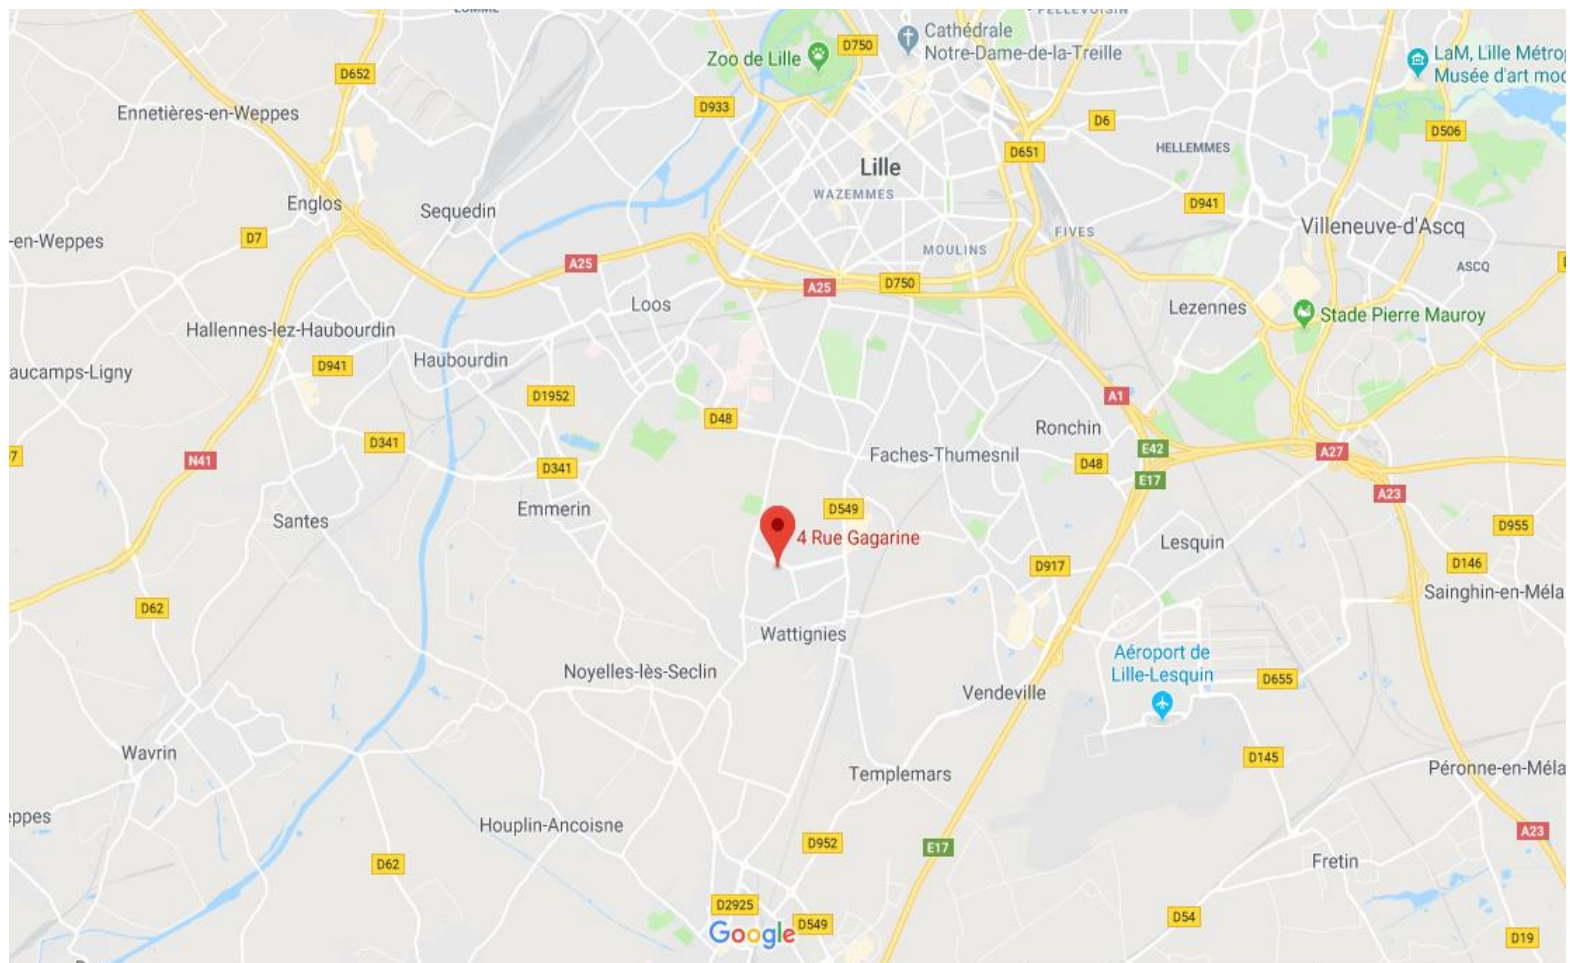 PELLEVOISIN
Cathédrale
Notre-Dame-de-la-Treille
D750
Zoo de Lille
LaM, Lille Métrop
Musée d'art mod
D652
D933
Ennetières-en-Weppes
D6
D506
D651
HELLEMMES
Lille
WAZEMMES
Englos
Sequedin
D941
Villeneuve-d'Ascq
-en-Weppes
D7
FIVES
MOULINS
A25
ASCQ
A25
D750
Loos
Lezennes
Stade Pierre Mauroy
Hallennes-lez-Haubourdin
Haubourdin
D941
aucamps-Ligny
D1952
A1
D48
Ronchin
D341
E42
A27
7
N41
D341
Faches-Thumesnil
D48
E17
A23
Emmerin
D549
Santes
D955
4 Rue Gagarine
Lesquin
D917
D146
Sainghin-en-Méla
D62
Wattignies
Aéroport de
Lille-Lesquin
Noyelles-lès-Seclin
D655
Vendeville
Wavrin
D145
Templemars
Péronne-en-Méla
eppes
Houplin-Ancoisne
A23
D952
E17
D62
Fretin
D2925
D54
D549
Google
D19